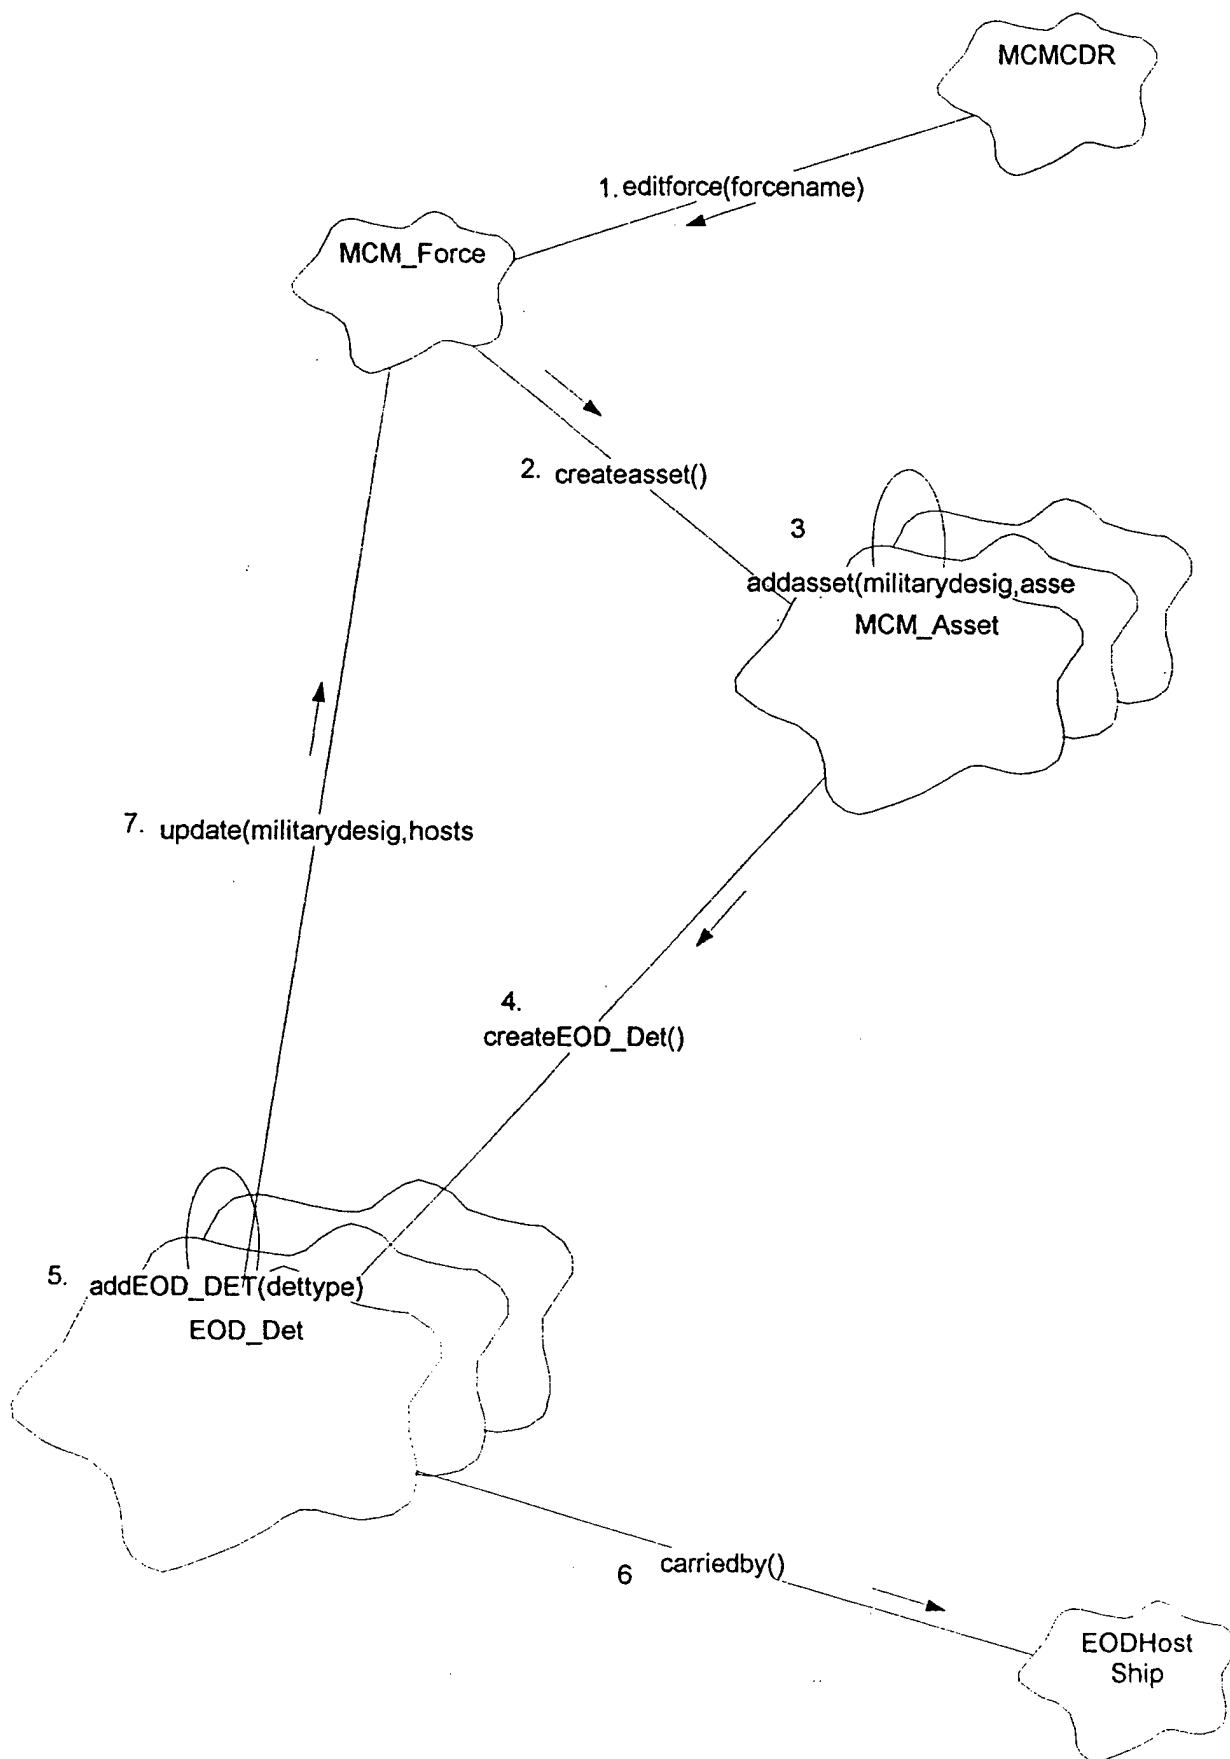 MCMCDR
1. editforce(forcename)
MCM_Force
2. createasset()
3
addasset(militarydesig,asse
MCM_Asset
7. update(militarydesig,hosts
4.
createEOD_Det()
5. addEOD_DET(dettype)
EOD_Det
6 carriedby()
EODHost
Ship